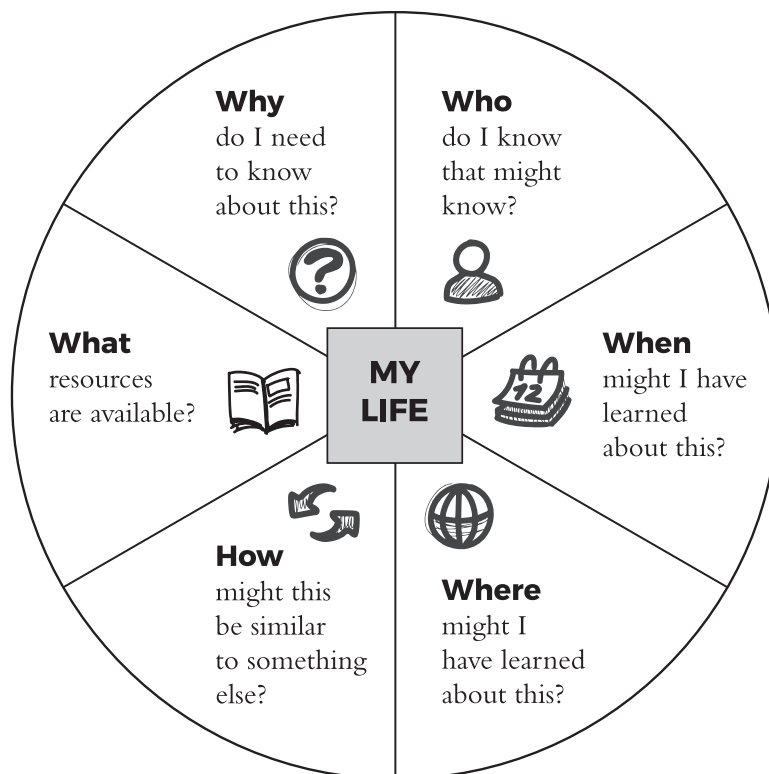 Why
do I need
to know
about this?
Who
do I know
that might
know?
What
resources
are available?
MY
LIFE
12
When
might I have
learned
about this?
How
might this
be similar
to something
else?
Where
might I
have learned
about this?